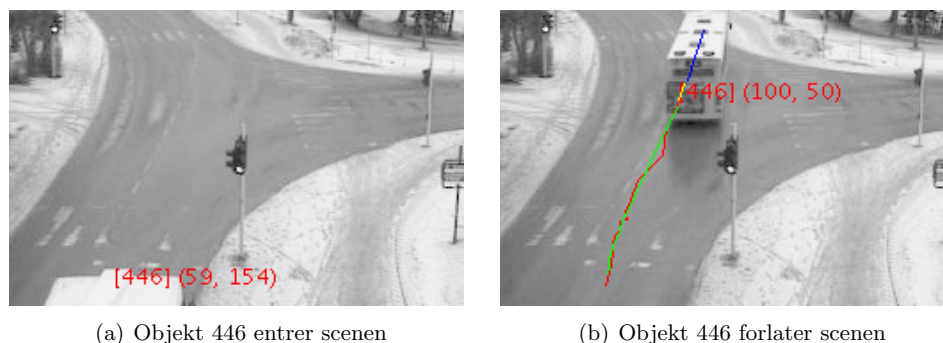 [446] (59, 154)
[446] (100, 50)
(a) Objekt 446 entrer scenen
(b) Objekt 446 forlater scenen